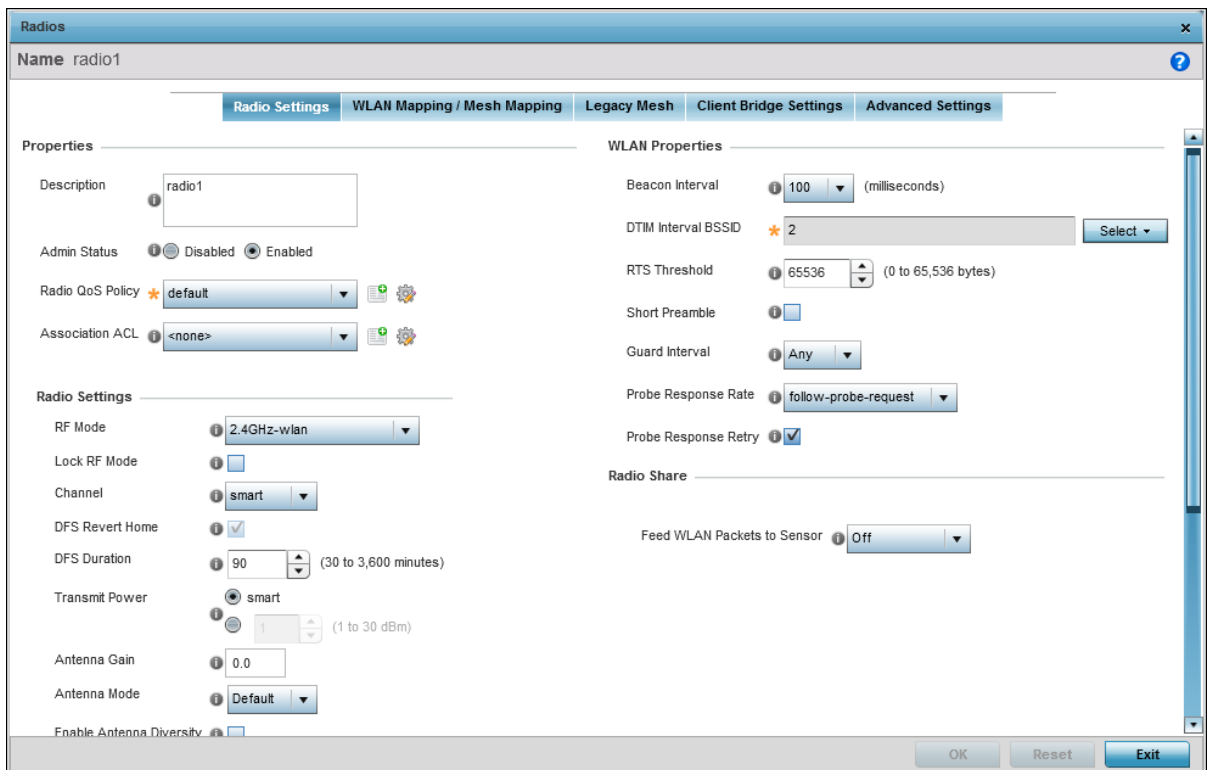 Radios
Name radio1
Radio Settings WLAN Mapping / Mesh Mapping Legacy Mesh Client Bridge Settings Advanced Settings
Properties
Description radio1
Admin Status Disabled Enabled
Radio QoS Policy default
Association ACL <none>
Radio Settings
RF Mode 2.4GHz-wlan
Lock RF Mode
Channel smart
DFS Revert Home
DFS Duration 90 (30 to 3,600 minutes)
Transmit Power smart
1 (1 to 30 dBm)
Antenna Gain 0.0
Antenna Mode Default
Enable Antenna Diversity
WLAN Properties
Beacon Interval 100 (milliseconds)
DTIM Interval BSSID 2 Select
RTS Threshold 65536 (0 to 65,536 bytes)
Short Preamble
Guard Interval Any
Probe Response Rate follow-probe-request
Probe Response Retry
Radio Share
Feed WLAN Packets to Sensor Off
OK Reset Exit